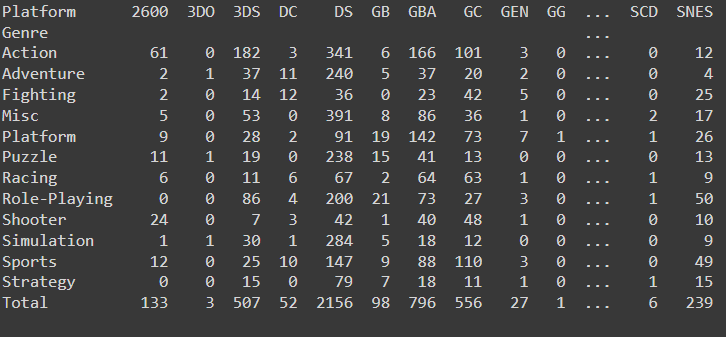 Platform 2600 3DO 3DS DC DS GB GBA GC GEN GG ... SCD SNES
Genre ...
Action 61 0 182 3 341 6 166 101 3 0 ... 0 12
Adventure 2 1 37 11 240 5 37 20 2 0 ... 0 4
Fighting 2 0 14 12 36 0 23 42 5 0 ... 0 25
Misc 5 0 53 0 391 8 86 36 1 0 ... 2 17
Platform 9 0 28 2 91 19 142 73 7 1 ... 1 26
Puzzle 11 1 19 0 238 15 41 13 0 0 ... 0 13
Racing 6 0 11 6 67 2 64 63 1 0 ... 1 9
Role-Playing 0 0 86 4 200 21 73 27 3 0 ... 1 50
Shooter 24 0 7 3 42 1 40 48 1 0 ... 0 10
Simulation 1 1 30 1 284 5 18 12 0 0 ... 0 9
Sports 12 0 25 10 147 9 88 110 3 0 ... 0 49
Strategy 0 0 15 0 79 7 18 11 1 0 ... 1 15
Total 133 3 507 52 2156 98 796 556 27 1 ... 6 239